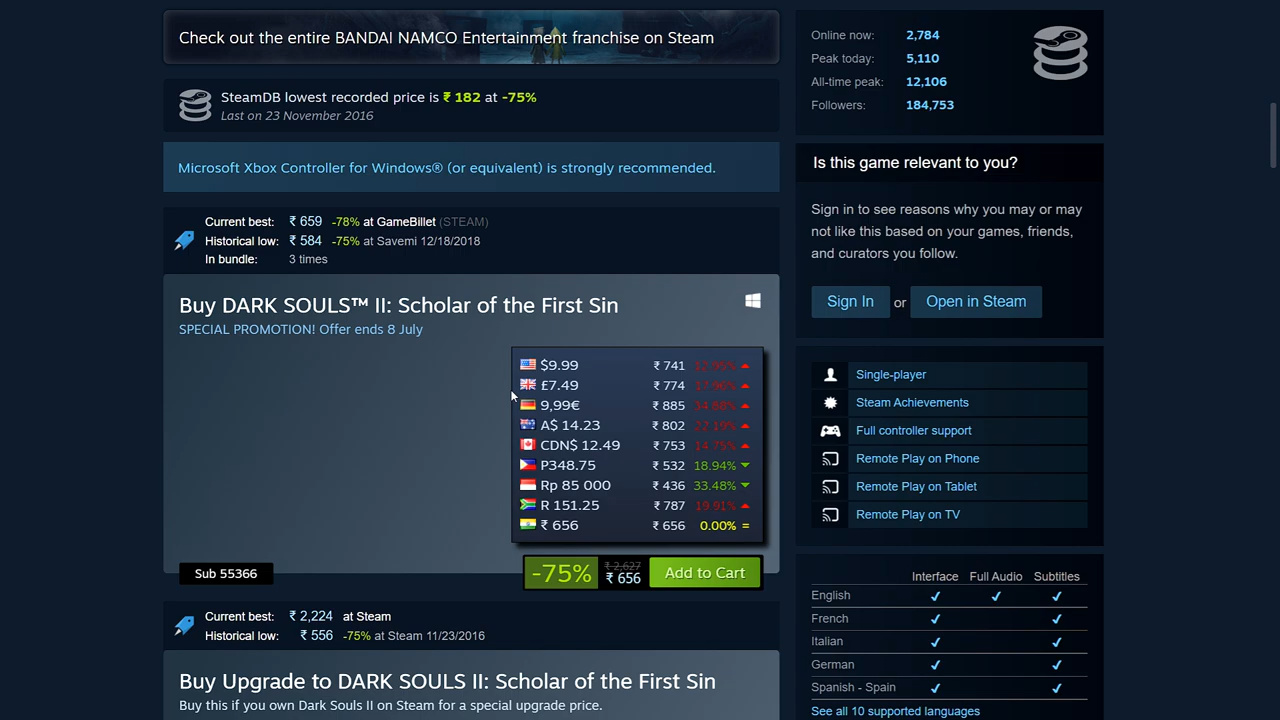 Check out the entire BANDAI NAMCO Entertainment franchise on Steam
SteamDB lowest recorded price is ₹ 182 at -75%
Last on 23 November 2016
Microsoft Xbox Controller for Windows® (or equivalent) is strongly recommended.
Current best: ₹ 659 -78% at GameBillet (STEAM)
Historical low: ₹ 584 -75% at Savemi 12/18/2018
In bundle: 3 times
Buy DARK SOULS™ II: Scholar of the First Sin
SPECIAL PROMOTION! Offer ends 8 July
$9.99 ₹ 741 12.95%
£7.49 ₹ 774
9,99€ ₹ 885
A$ 14.23 ₹ 802
CDN$ 12.49 ₹ 753 14.75%
P348.75 ₹ 532 18.94%
Rp 85 000 ₹ 436 33.48%
R 151.25 ₹ 787 19.91%
₹ 656 ₹ 656 0.00% =
Sub 55366
-75% ₹ 2,627 ₹ 656 Add to Cart
Current best: ₹ 2,224 at Steam
Historical low: ₹ 556 -75% at Steam 11/23/2016
Buy Upgrade to DARK SOULS II: Scholar of the First Sin
Buy this if you own Dark Souls II on Steam for a special upgrade price.
Online now: 2,784
Peak today: 5,110
All-time peak: 12,106
Followers: 184,753
Is this game relevant to you?
Sign in to see reasons why you may or may
not like this based on your games, friends,
and curators you follow.
Sign In or Open in Steam
Single-player
Steam Achievements
Full controller support
Remote Play on Phone
Remote Play on Tablet
Remote Play on TV
Interface Full Audio Subtitles
English ✔ ✔ ✔
French ✔ ✔
Italian ✔ ✔
German ✔ ✔
Spanish - Spain ✔ ✔
See all 10 supported languages